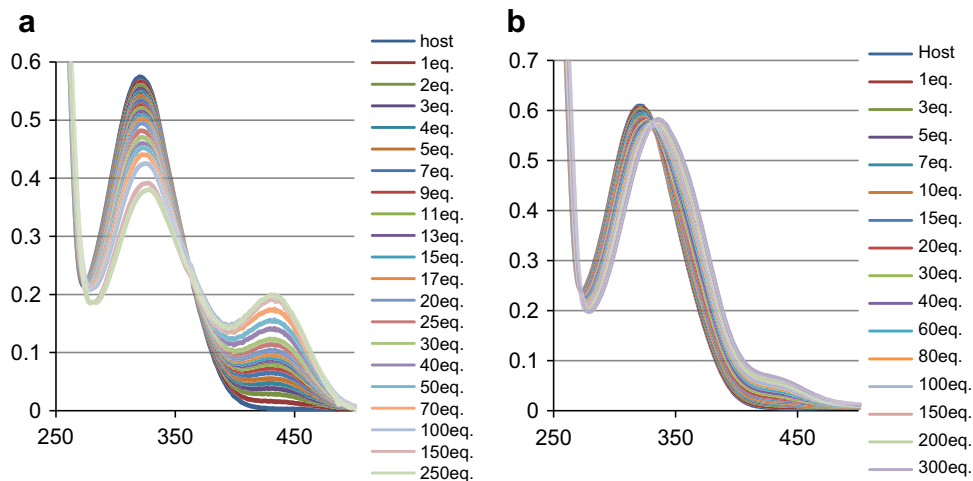 a
0.6
0.5
0.4
0.3
0.2
0.1
0
250
350
450
host
1eq.
2eq.
3eq.
4eq.
5eq.
7eq.
9eq.
11eq.
13eq.
15eq.
17eq.
20eq.
25eq.
30eq.
40eq.
50eq.
70eq.
100eq.
150eq.
250eq.
b
0.7
0.6
0.5
0.4
0.3
0.2
0.1
0
250
350
450
Host
1eq.
3eq.
5eq.
7eq.
10eq.
15eq.
20eq.
30eq.
40eq.
60eq.
80eq.
100eq.
150eq.
200eq.
300eq.